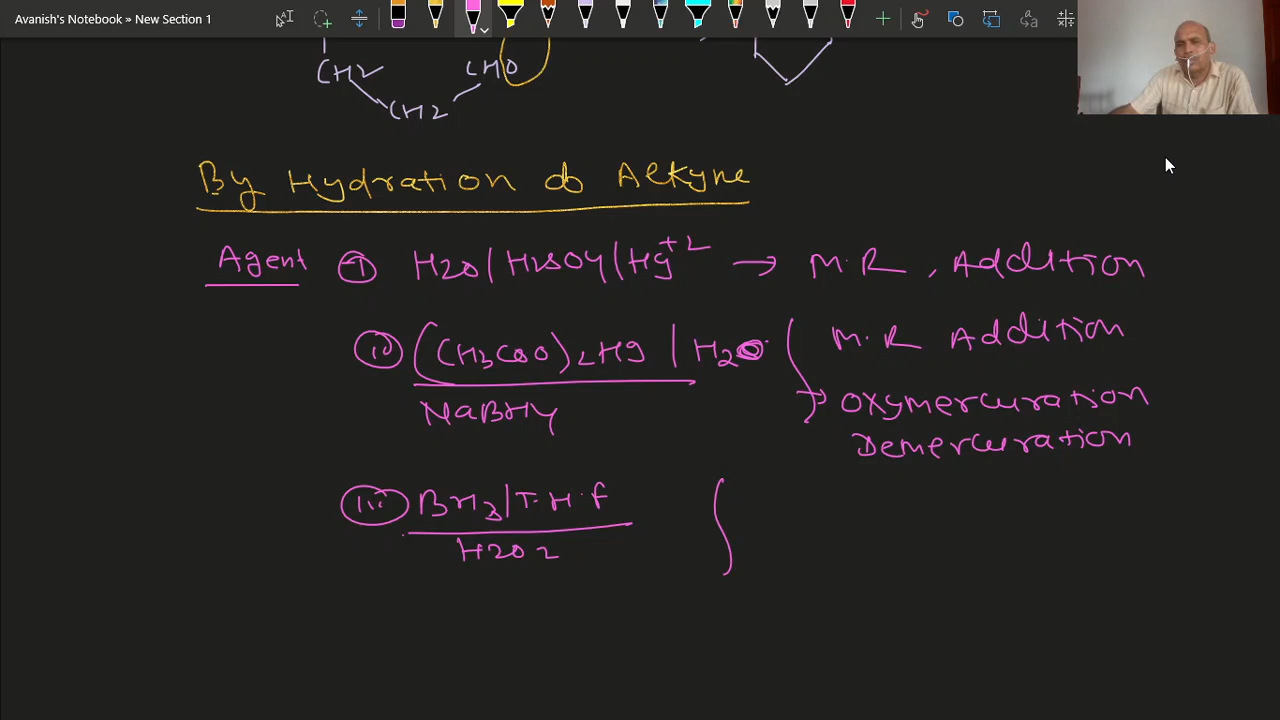 Avanish's Notebook » New Section 1
CH2 CHO
CH2
By Hydration of Alkyne
Agent (i) H2O/H2SO4/Hg+2 → M.R. Addition
(ii) (CH3COO)2Hg | H2O M.R Addition
NaBH4 → Oxymercuration
Demercuration
(iii) BH3/T.H.F
H2O2